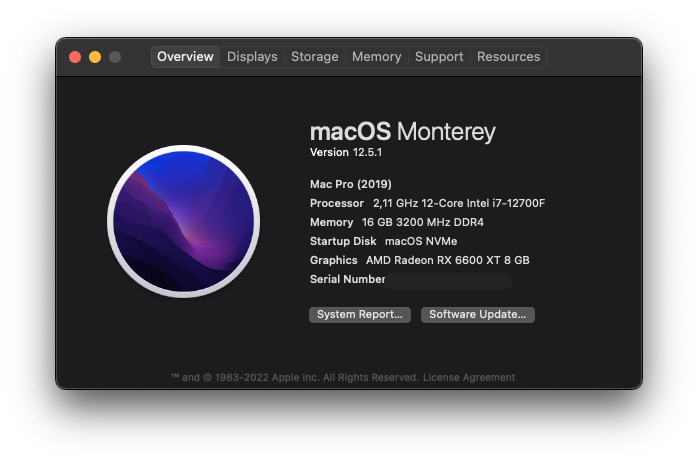 Overview Displays Storage Memory Support Resources
macOS Monterey
Version 12.5.1
Mac Pro (2019)
Processor 2,11 GHz 12-Core Intel i7-12700F
Memory 16 GB 3200 MHz DDR4
Startup Disk macOS NVMe
Graphics AMD Radeon RX 6600 XT 8 GB
Serial Number
System Report... Software Update...
™ and © 1983-2022 Apple Inc. All Rights Reserved. License Agreement